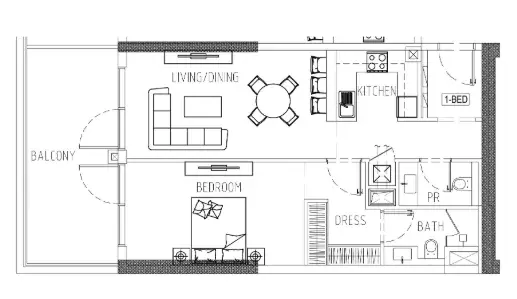 LIVING/DINING
KITCHEN
1-BED
BALCONY
BEDROOM
PR
DRESS
BATH